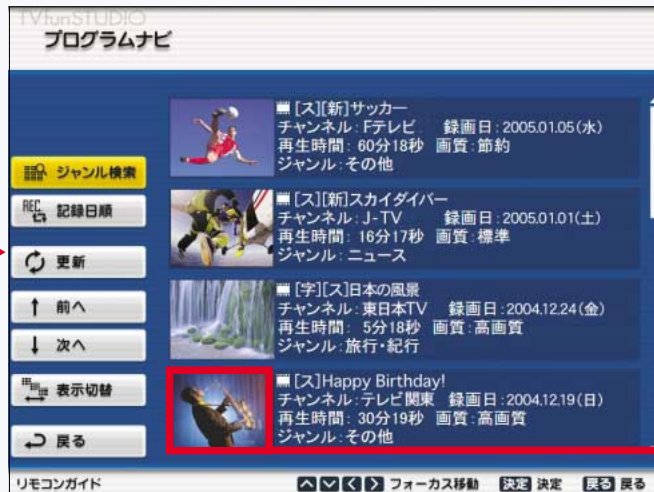 TVfunSTUDIO
プログラムナビ
ジャンル検索
REC 記録日順
更新
前へ
次へ
表示切替
戻る
[ス][新]サッカー
チャンネル:Fテレビ 録画日:2005.01.05(水)
再生時間: 60分18秒 画質:節約
ジャンル:その他
[ス][新]スカイダイバー
チャンネル:J-TV 録画日:2005.01.01(土)
再生時間: 16分17秒 画質:標準
ジャンル:ニュース
[字][ス]日本の風景
チャンネル:東日本TV 録画日:2004.12.24(金)
再生時間: 5分18秒 画質:高画質
ジャンル:旅行・紀行
[ス]Happy Birthday!
チャンネル:テレビ関東 録画日:2004.12.19(日)
再生時間: 30分19秒 画質:高画質
ジャンル:その他
リモコンガイド フォーカス移動 決定 決定 戻る 戻る